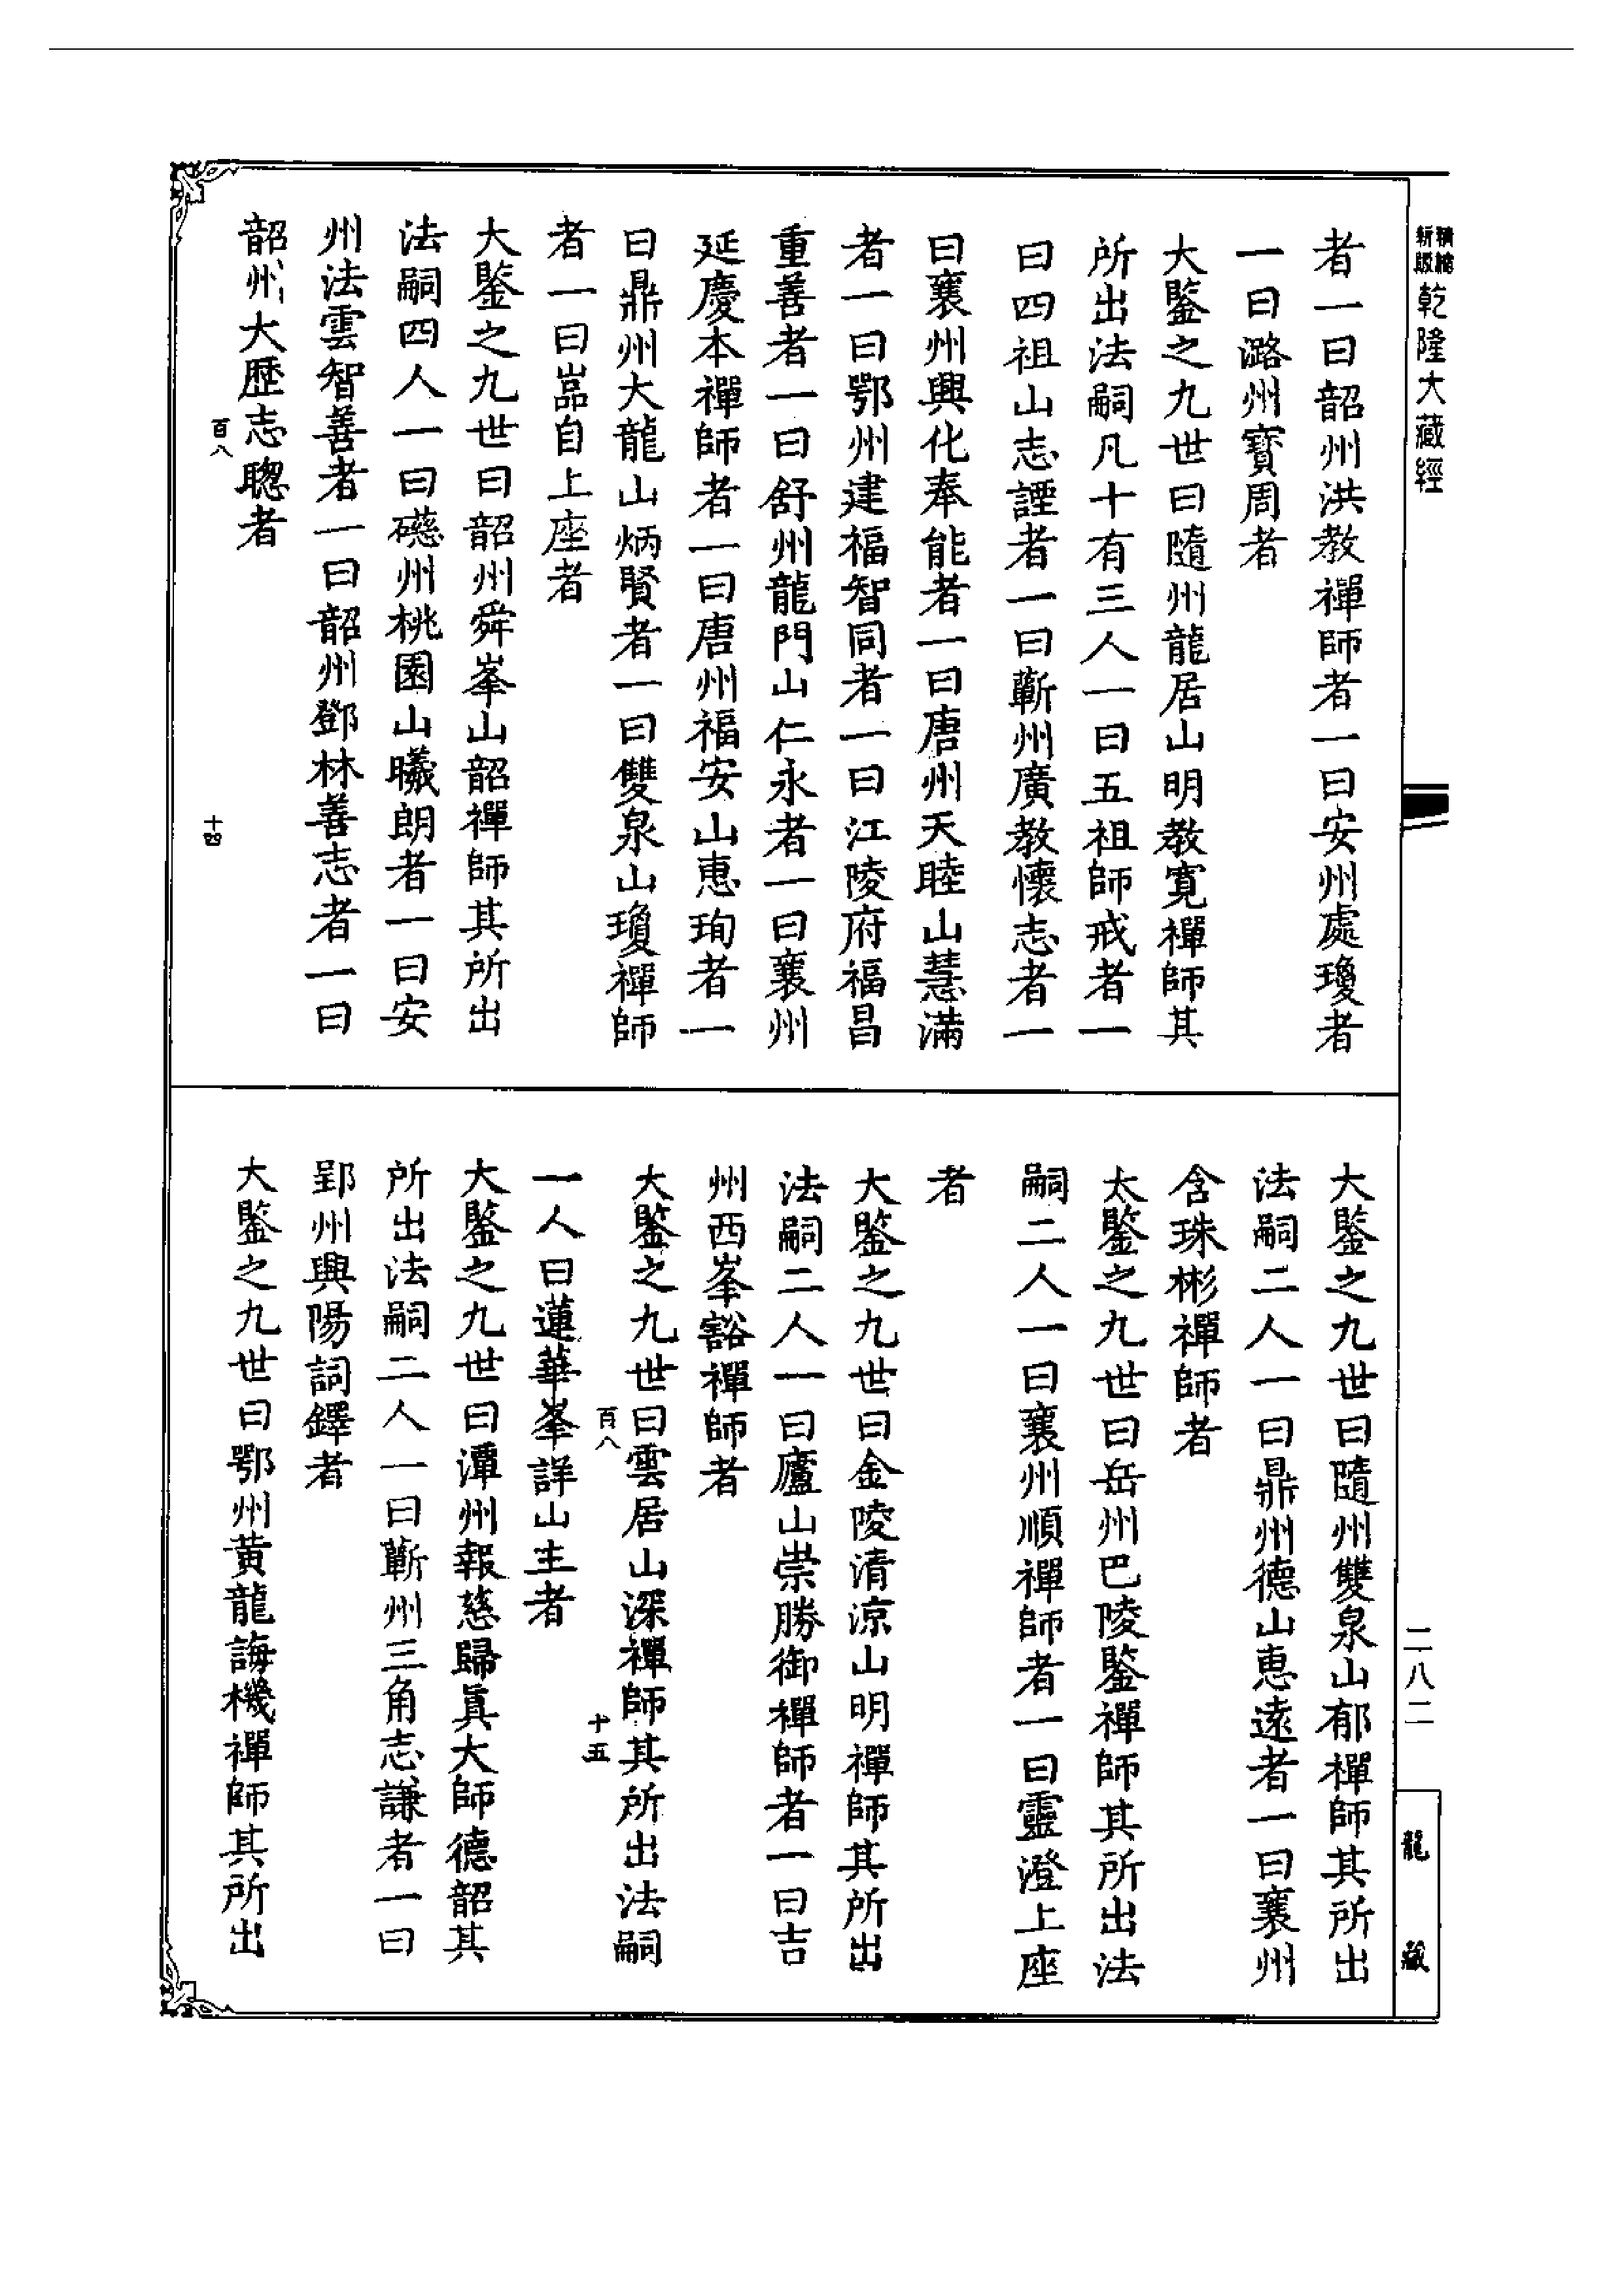 精繪
新版
乾隆大藏經
者一曰韶州洪教禪師者一曰安州處瓊者
一曰潞州寶周者
大鑒之九世曰隨州龍居山明教寬禪師其
所出法嗣凡十有三人一曰五祖師戒者一
曰四祖山志諲者一曰蘄州廣教懷志者一
曰襄州興化奉能者一曰唐州天睦山慧滿
者一曰鄂州建福智同者一曰江陵府福昌
重善者一曰舒州龍門山仁永者一曰襄州
延慶本禪師者一曰唐州福安山惠珣者一
曰鼎州大龍山炳賢者一曰雙泉山瓊禪師
者一曰嵓自上座者
大鑒之九世曰韶州舜峯山韶禪師其所出
法嗣四人一曰礠州桃園山曦朗者一曰安
州法雲智善者一曰韶州鄧林善志者一曰
韶州大歷志聰者
百八
十四
大鑒之九世曰隨州雙泉山郁禪師其所出
法嗣二人一曰鼎州德山惠遠者一曰襄州
含珠彬禪師者
大鑒之九世曰岳州巴陵鑒禪師其所出法
嗣二人一曰襄州順禪師者一曰靈澄上座
者
大鑒之九世曰金陵清涼山明禪師其所出
法嗣二人一曰廬山崇勝御禪師者一曰吉
州西峯豁禪師者
大鑒之九世曰雲居山深禪師其所出法嗣
百八
十五
一人曰蓮華峯詳山主者
大鑒之九世曰潭州報慈歸眞大師德韶其
所出法嗣二人一曰蘄州三角志謙者一曰
郢州興陽詞鐸者
大鑒之九世曰鄂州黃龍誨機禪師其所出
二八二
龍藏